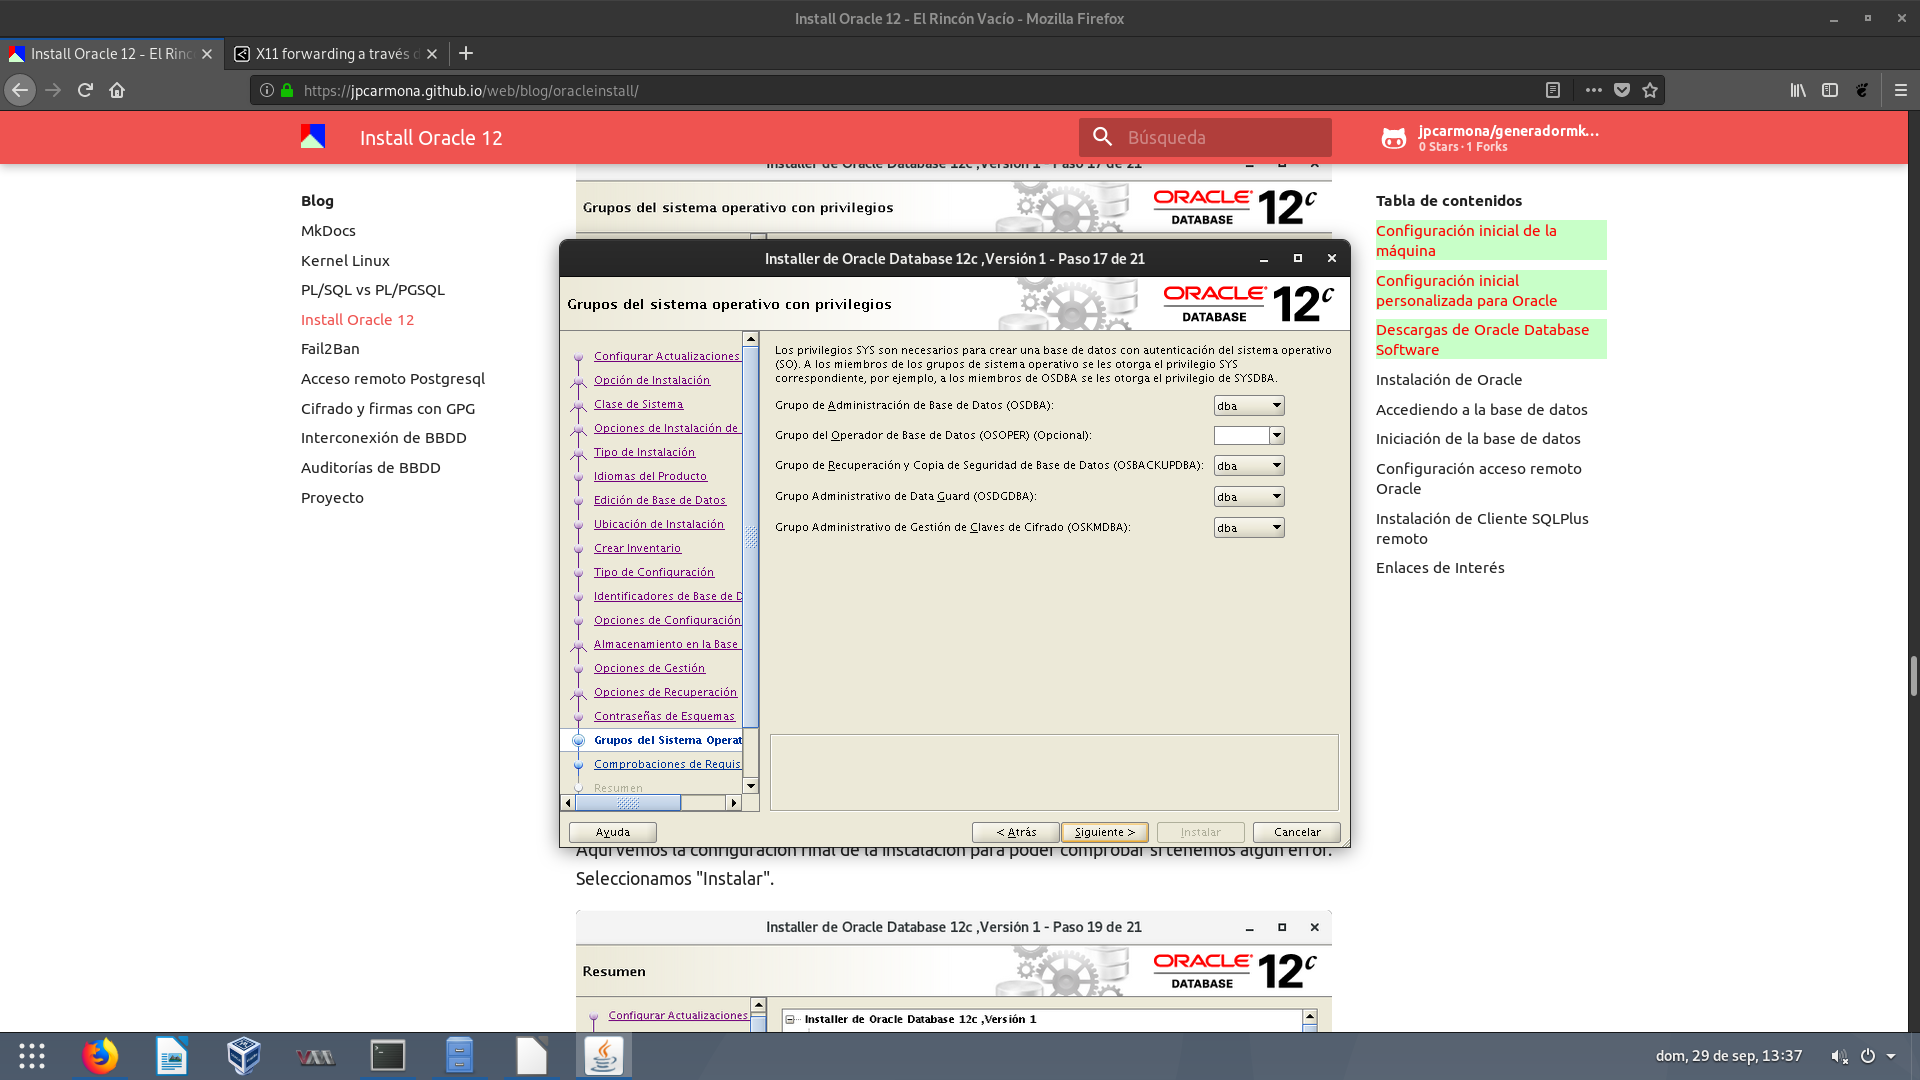 Install Oracle 12 - El Rincón Vacío - Mozilla Firefox
Install Oracle 12 - El Rinc
X11 forwarding a través d
https://jpcarmona.github.io/web/blog/oracleinstall/
Install Oracle 12
Búsqueda
jpcarmona/generadormk...
0 Stars · 1 Forks
Blog
MkDocs
Kernel Linux
PL/SQL vs PL/PGSQL
Install Oracle 12
Fail2Ban
Acceso remoto Postgresql
Cifrado y firmas con GPG
Interconexión de BBDD
Auditorías de BBDD
Proyecto
Installer de Oracle Database 12c ,Versión 1 - Paso 17 de 21
Grupos del sistema operativo con privilegios
ORACLE
DATABASE
12c
Installer de Oracle Database 12c ,Versión 1 - Paso 17 de 21
Grupos del sistema operativo con privilegios
ORACLE
DATABASE
12c
Configurar Actualizaciones
Opción de Instalación
Clase de Sistema
Opciones de Instalación de
Tipo de Instalación
Idiomas del Producto
Edición de Base de Datos
Ubicación de Instalación
Crear Inventario
Tipo de Configuración
Identificadores de Base de D
Opciones de Configuración
Almacenamiento en la Base
Opciones de Gestión
Opciones de Recuperación
Contraseñas de Esquemas
Grupos del Sistema Operat
Comprobaciones de Requis
Resumen
Los privilegios SYS son necesarios para crear una base de datos con autenticación del sistema operativo
(SO). A los miembros de los grupos de sistema operativo se les otorga el privilegio SYS
correspondiente, por ejemplo, a los miembros de OSDBA se les otorga el privilegio de SYSDBA.
Grupo de Administración de Base de Datos (OSDBA):
dba
Grupo del Operador de Base de Datos (OSOPER) (Opcional):
Grupo de Recuperación y Copia de Seguridad de Base de Datos (OSBACKUPDBA):
dba
Grupo Administrativo de Data Guard (OSDGDBA):
dba
Grupo Administrativo de Gestión de Claves de Cifrado (OSKMDBA):
dba
Ayuda
< Atrás
Siguiente >
Instalar
Cancelar
Aquí vemos la configuración final de la instalación para poder comprobar si tenemos algún error.
Seleccionamos "Instalar".
Installer de Oracle Database 12c ,Versión 1 - Paso 19 de 21
Resumen
ORACLE
DATABASE
12c
Configurar Actualizaciones
Installer de Oracle Database 12c ,Versión 1
Tabla de contenidos
Configuración inicial de la
máquina
Configuración inicial
personalizada para Oracle
Descargas de Oracle Database
Software
Instalación de Oracle
Accediendo a la base de datos
Iniciación de la base de datos
Configuración acceso remoto
Oracle
Instalación de Cliente SQLPlus
remoto
Enlaces de Interés
dom, 29 de sep, 13:37